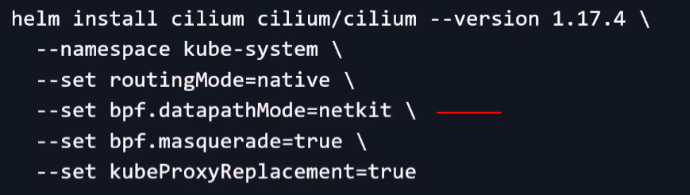 helm install cilium cilium/cilium --version 1.17.4 \
--namespace kube-system \
--set routingMode=native \
--set bpf.datapathMode=netkit \
--set bpf.masquerade=true \
--set kubeProxyReplacement=true